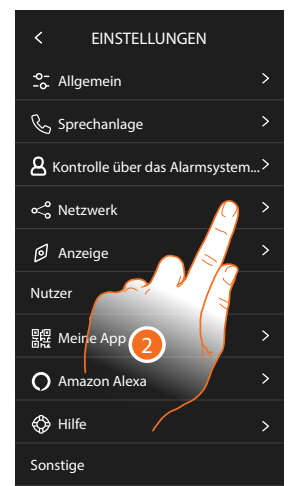 EINSTELLUNGEN
Allgemein
Sprechanlage
Kontrolle über das Alarmsystem...
Netzwerk
Anzeige
Nutzer
Meine App
2
Amazon Alexa
Hilfe
Sonstige